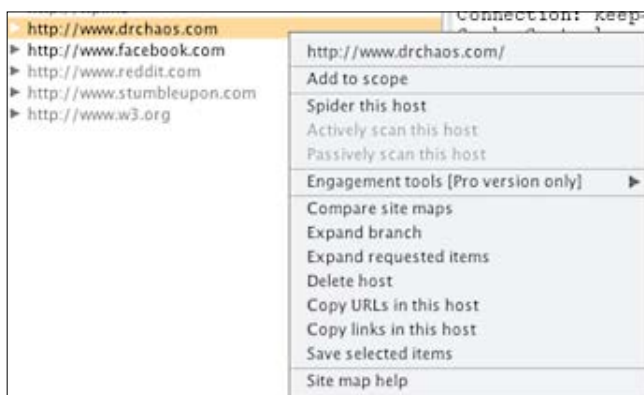 Connection: keep
http://www.drchaos.com
http://www.facebook.com
http://www.reddit.com
http://www.stumbleupon.com
http://www.w3.org
http://www.drchaos.com/
Add to scope
Spider this host
Actively scan this host
Passively scan this host
Engagement tools [Pro version only]
Compare site maps
Expand branch
Expand requested items
Delete host
Copy URLs in this host
Copy links in this host
Save selected items
Site map help